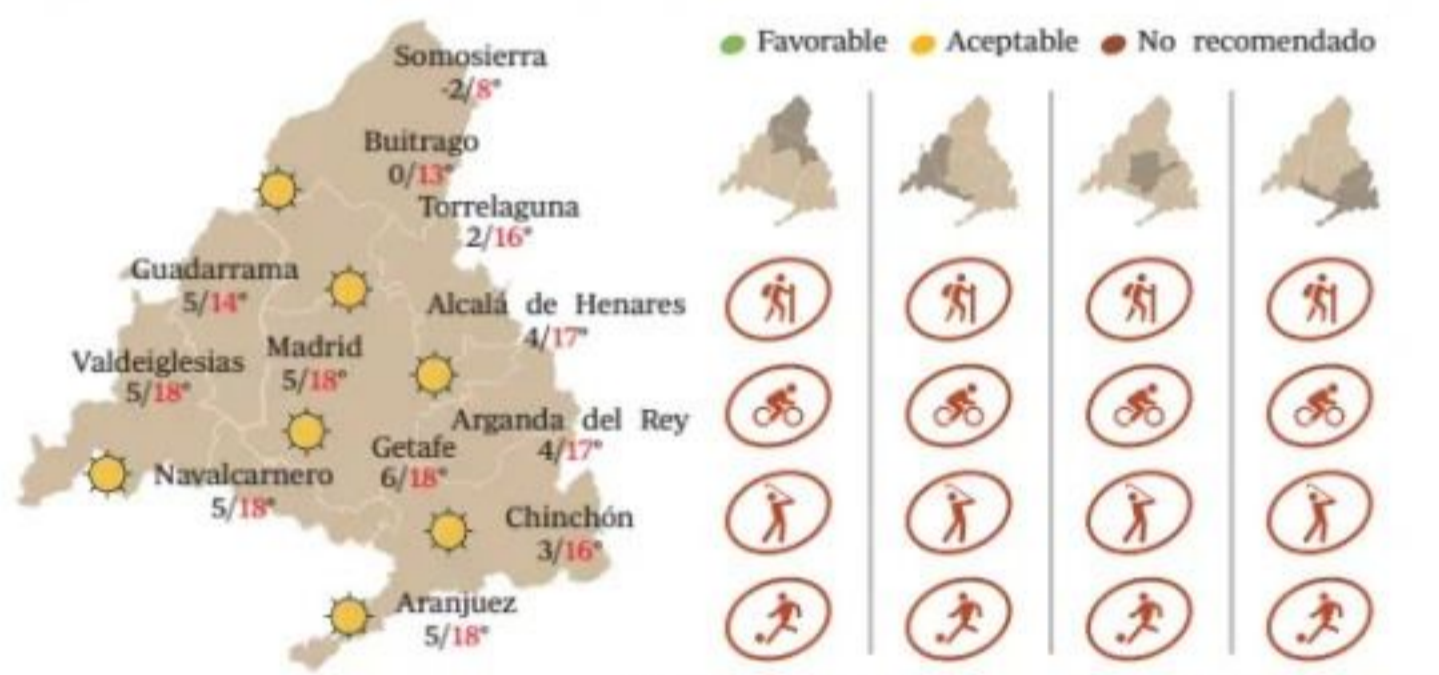 Favorable Aceptable No recomendado
Somosierra
-2/8°
Buitrago
0/13°
Torrelaguna
2/16°
Guadarrama
5/14°
Alcalá de Henares
4/17°
Madrid
5/18°
Valdeiglesias
5/18°
Arganda del Rey
4/17°
Getafe
6/18°
Navalcarnero
5/18°
Chinchón
3/16°
Aranjuez
5/18°